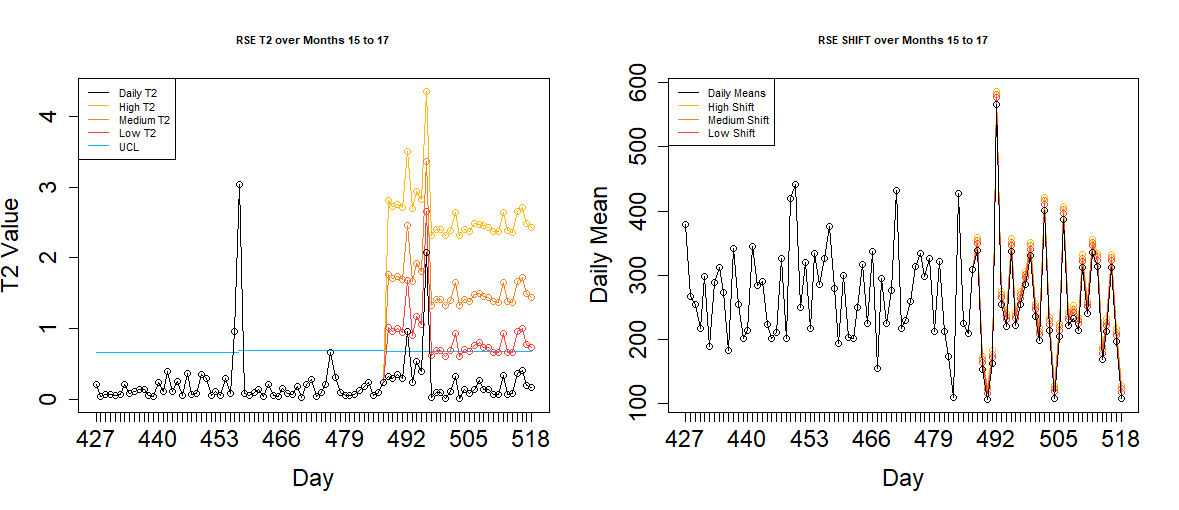 RSE T2 over Months 15 to 17
T2 Value
4
3
2
1
0
Daily T2
High T2
Medium T2
Low T2
UCL
427 440 453 466 479 492 505 518
Day
RSE SHIFT over Months 15 to 17
Daily Mean
600
500
400
300
200
100
Daily Means
High Shift
Medium Shift
Low Shift
427 440 453 466 479 492 505 518
Day